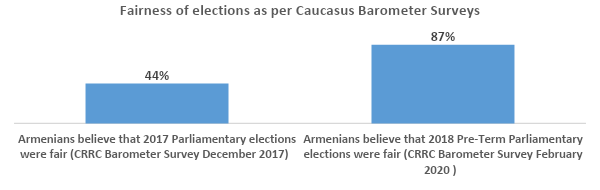 Fairness of elections as per Caucasus Barometer Surveys
87%
44%
Armenians believe that 2017 Parliamentary elections
were fair (CRRC Barometer Survey December 2017)
Armenians believe that 2018 Pre-Term Parliamentary
elections were fair (CRRC Barometer Survey February
2020 )